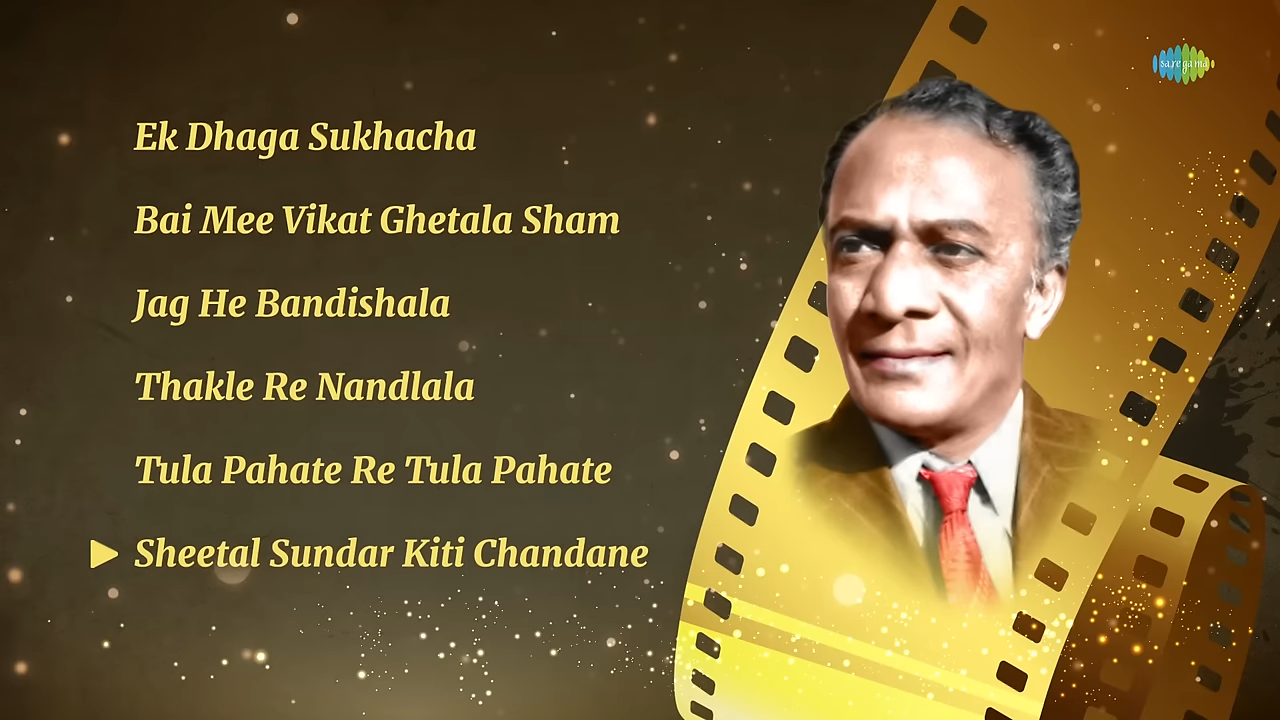 saregama
Ek Dhaga Sukhacha
Bai Mee Vikat Ghetala Sham
Jag He Bandishala
Thakle Re Nandlala
Tula Pahate Re Tula Pahate
Sheetal Sundar Kiti Chandane